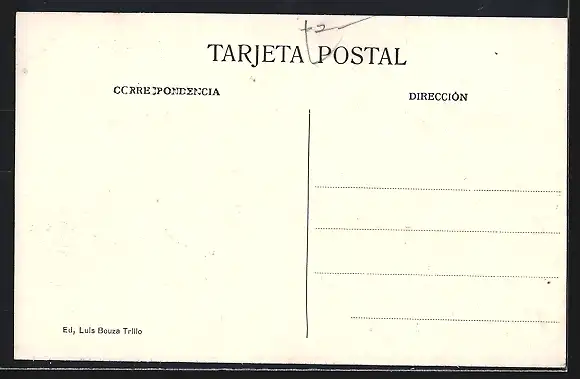 TARJETA POSTAL
CORRESPONDENCIA
DIRECCIÓN
Ed, Luis Bouza Trillo